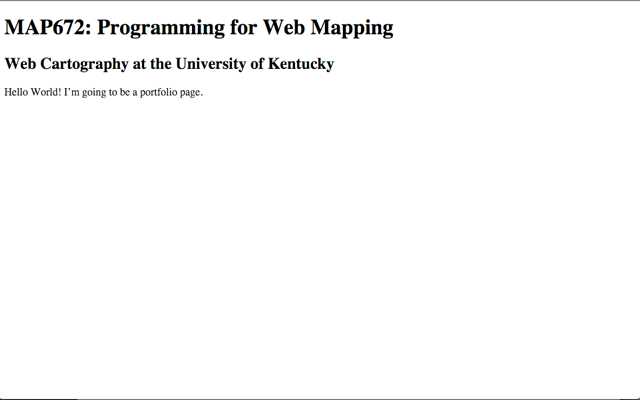 MAP672: Programming for Web Mapping
Web Cartography at the University of Kentucky
Hello World! I’m going to be a portfolio page.